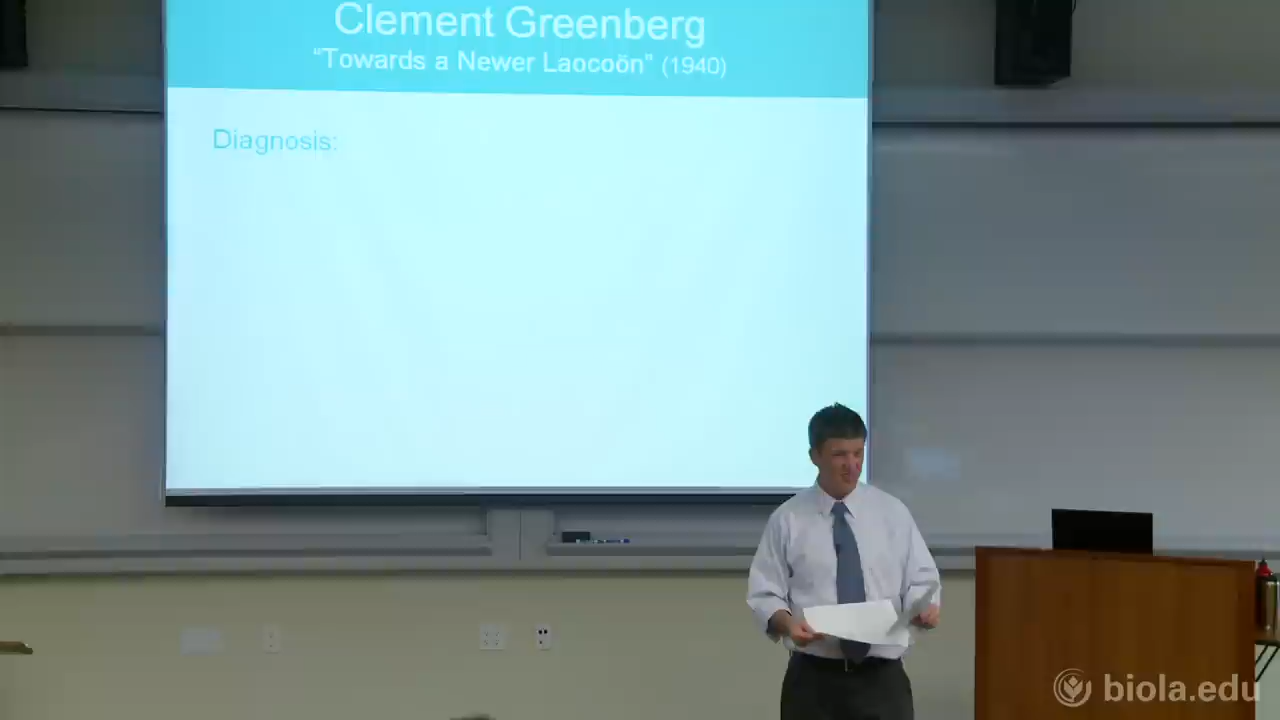 Clement Greenberg
"Towards a Newer Laocoön" (1940)
Diagnosis:
biola.edu